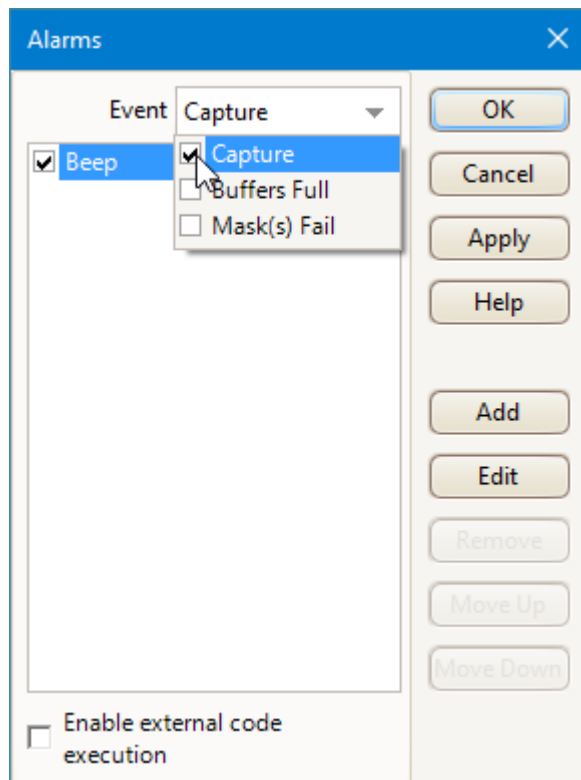 Alarms
Event Capture
Beep
Capture
Buffers Full
Mask(s) Fail
OK
Cancel
Apply
Help
Add
Edit
Remove
Move Up
Move Down
Enable external code
execution